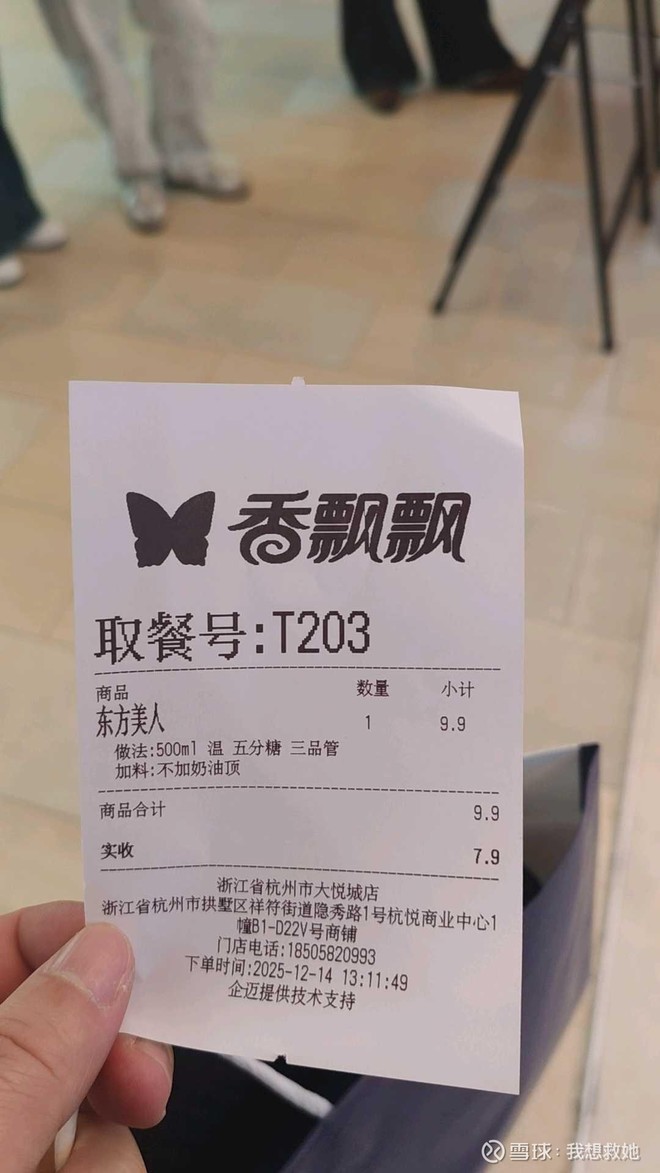 香飘飘
取餐号:T203
商品 数量 小计
东方美人 1 9.9
做法:500ml 温 五分糖 三品管
加料:不加奶油顶
商品合计 9.9
实收 7.9
浙江省杭州市大悦城店
浙江省杭州市拱墅区祥符街道隐秀路1号杭悦商业中心1
幢B1-D22V号商铺
门店电话:18505820993
下单时间:2025-12-14 13:11:49
企迈提供技术支持
雪球:我想救她